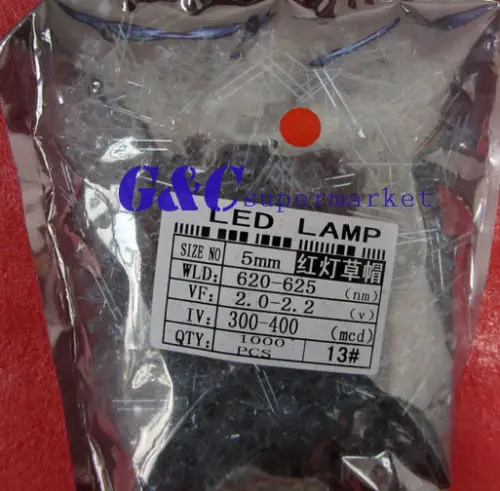 G&C supermarket
LED LAMP
SIZE NO 5mm 红灯草帽
WLD: 620-625 (nm)
VF: 2.0-2.2 (v)
IV: 300-400 (mcd)
QTY: 1000 PCS 13#